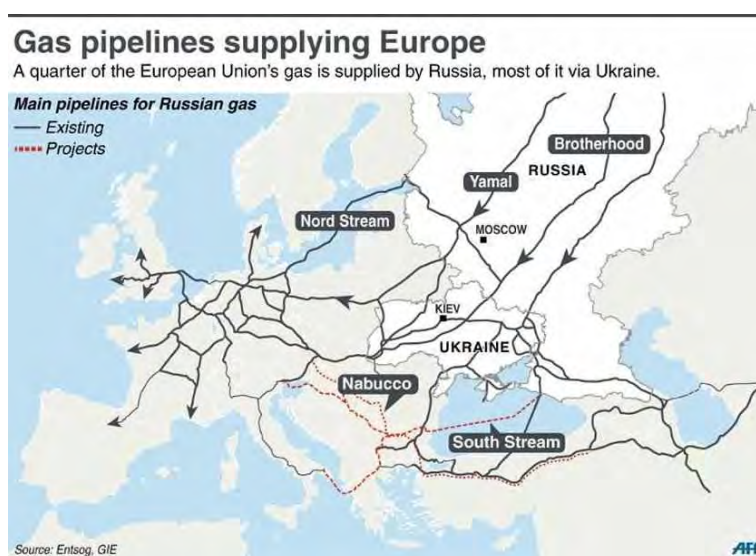 Gas pipelines supplying Europe
A quarter of the European Union's gas is supplied by Russia, most of it via Ukraine.
Main pipelines for Russian gas
Existing
Projects
Brotherhood
Yamal
RUSSIA
Nord Stream
MOSCOW
KIEV
UKRAINE
Nabucco
South Stream
Source: Entsog, GIE